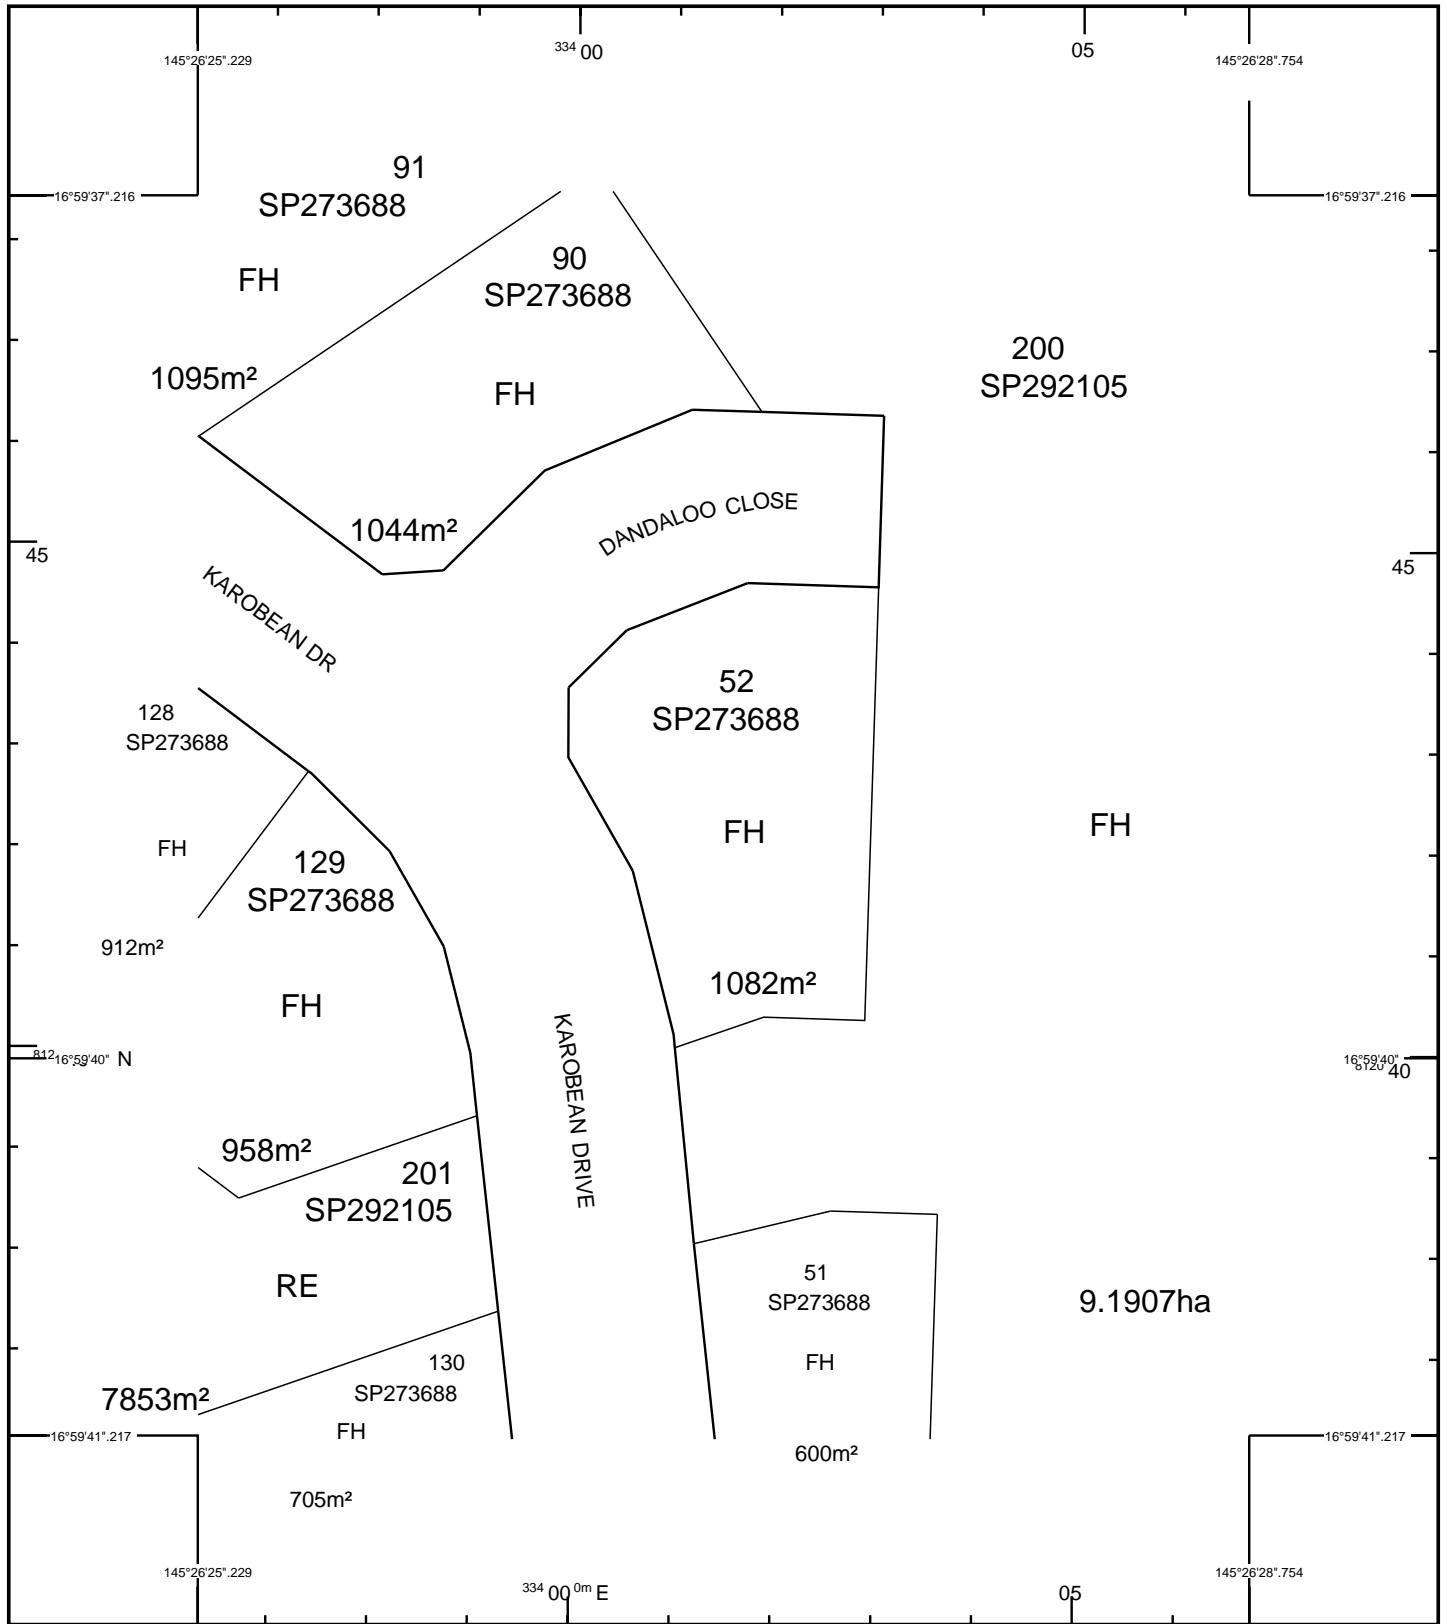 334 00
05
145°26'25".229
145°26'28".754
91
SP273688
16°59'37".216
16°59'37".216
90
SP273688
FH
200
SP292105
1095m²
FH
DANDALOO CLOSE
1044m²
45
45
KAROBEAN DR
52
SP273688
128
SP273688
FH
FH
FH
129
SP273688
912m²
1082m²
FH
KAROBEAN DRIVE
812
16°59'40" N
16°59'40"
40
958m²
201
SP292105
51
SP273688
RE
9.1907ha
FH
130
SP273688
7853m²
FH
16°59'41".217
16°59'41".217
600m²
705m²
145°26'25".229
145°26'28".754
334 00 0m E
05